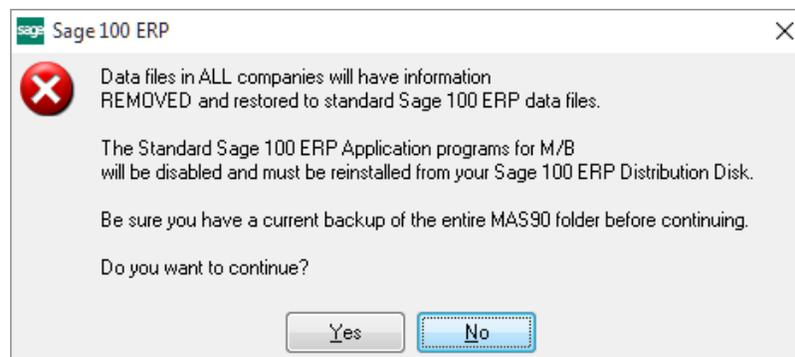 sage Sage 100 ERP
Data files in ALL companies will have information
REMOVED and restored to standard Sage 100 ERP data files.
The Standard Sage 100 ERP Application programs for M/B
will be disabled and must be reinstalled from your Sage 100 ERP Distribution Disk.
Be sure you have a current backup of the entire MAS90 folder before continuing.
Do you want to continue?
Yes No